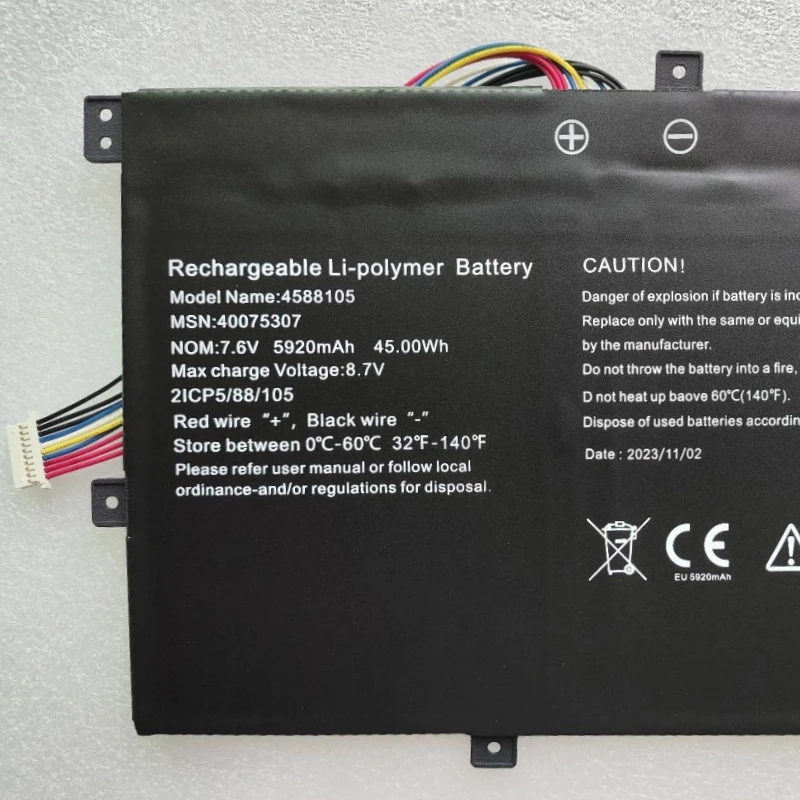 Rechargeable Li-polymer Battery
Model Name:4588105
MSN:40075307
NOM:7.6V 5920mAh 45.00Wh
Max charge Voltage:8.7V
2ICP5/88/105
Red wire "+", Black wire "-"
Store between 0℃-60℃ 32℉-140℉
Please refer user manual or follow local
ordinance-and/or regulations for disposal.
CAUTION!
Danger of explosion if battery is
Replace only with the same or
by the manufacturer.
Do not throw the battery into a fire,
D not heat up baove 60℃(140℉).
Dispose of used batteries
Date : 2023/11/02
CE
EU 5920mAh